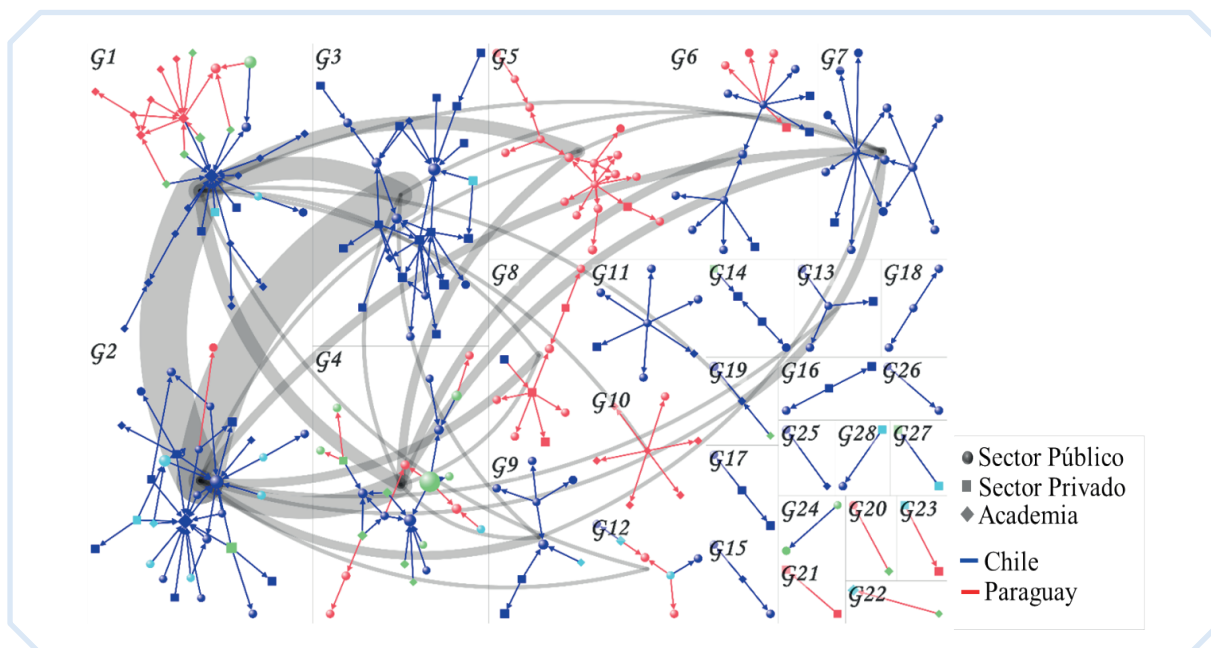 G1
G3
G5
G6
G7
G2
G4
G8
G11
G14
G13
G18
G19
G16
G26
G10
G25
G28
G27
G9
G17
G12
G24
G20
G23
G15
G21
G22
Sector Público
Sector Privado
Academia
Chile
Paraguay